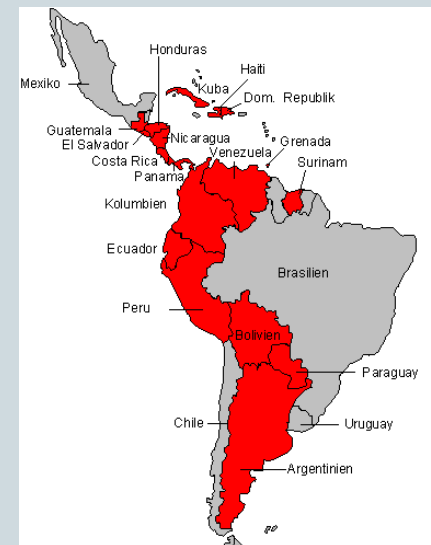 Honduras
Haiti
Mexiko
Kuba
Dom. Republik
Guatemala
El Salvador
Nicaragua
Grenada
Costa Rica
Venezuela
Surinam
Panama
Kolumbien
Ecuador
Brasilien
Peru
Bolivien
Paraguay
Chile
Uruguay
Argentinien